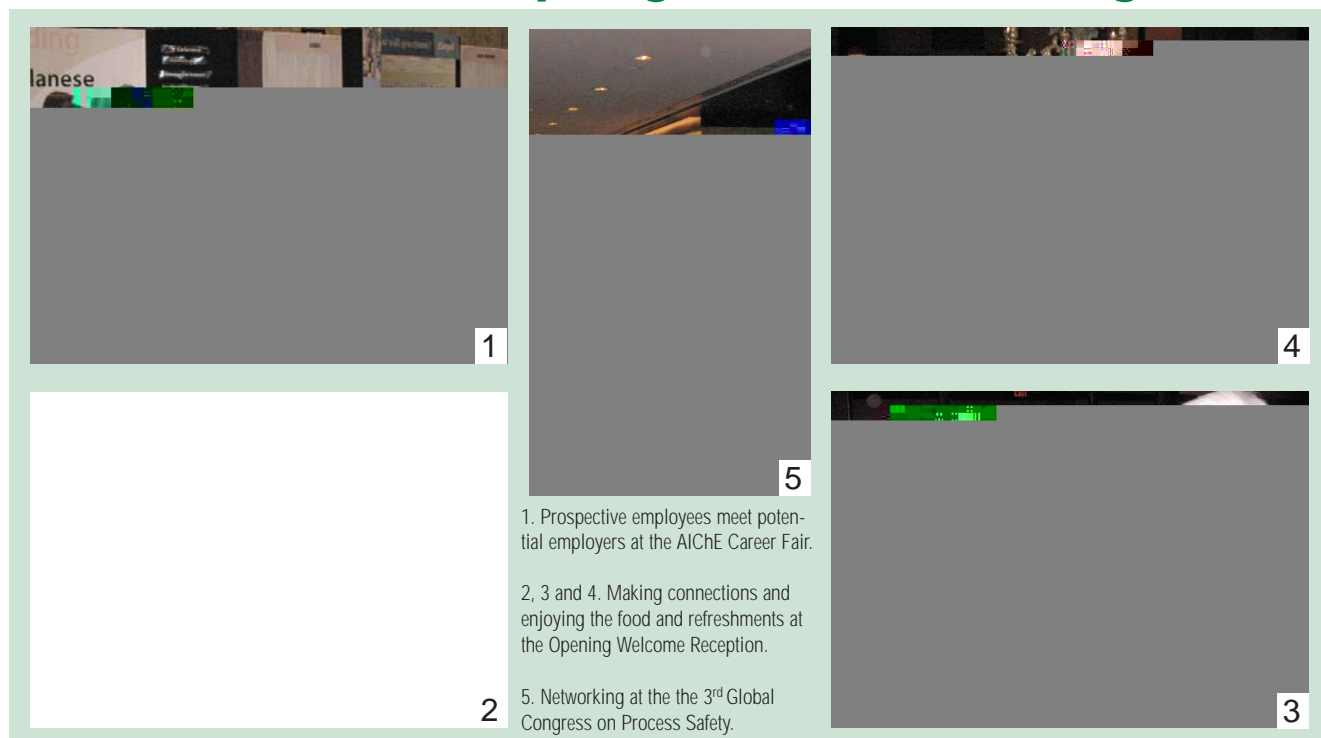 ding
lanese
1
5
4
2
3
1. Prospective employees meet poten-
tial employers at the AIChE Career Fair.
2, 3 and 4. Making connections and
enjoying the food and refreshments at
the Opening Welcome Reception.
5. Networking at the the 3rd Global
Congress on Process Safety.